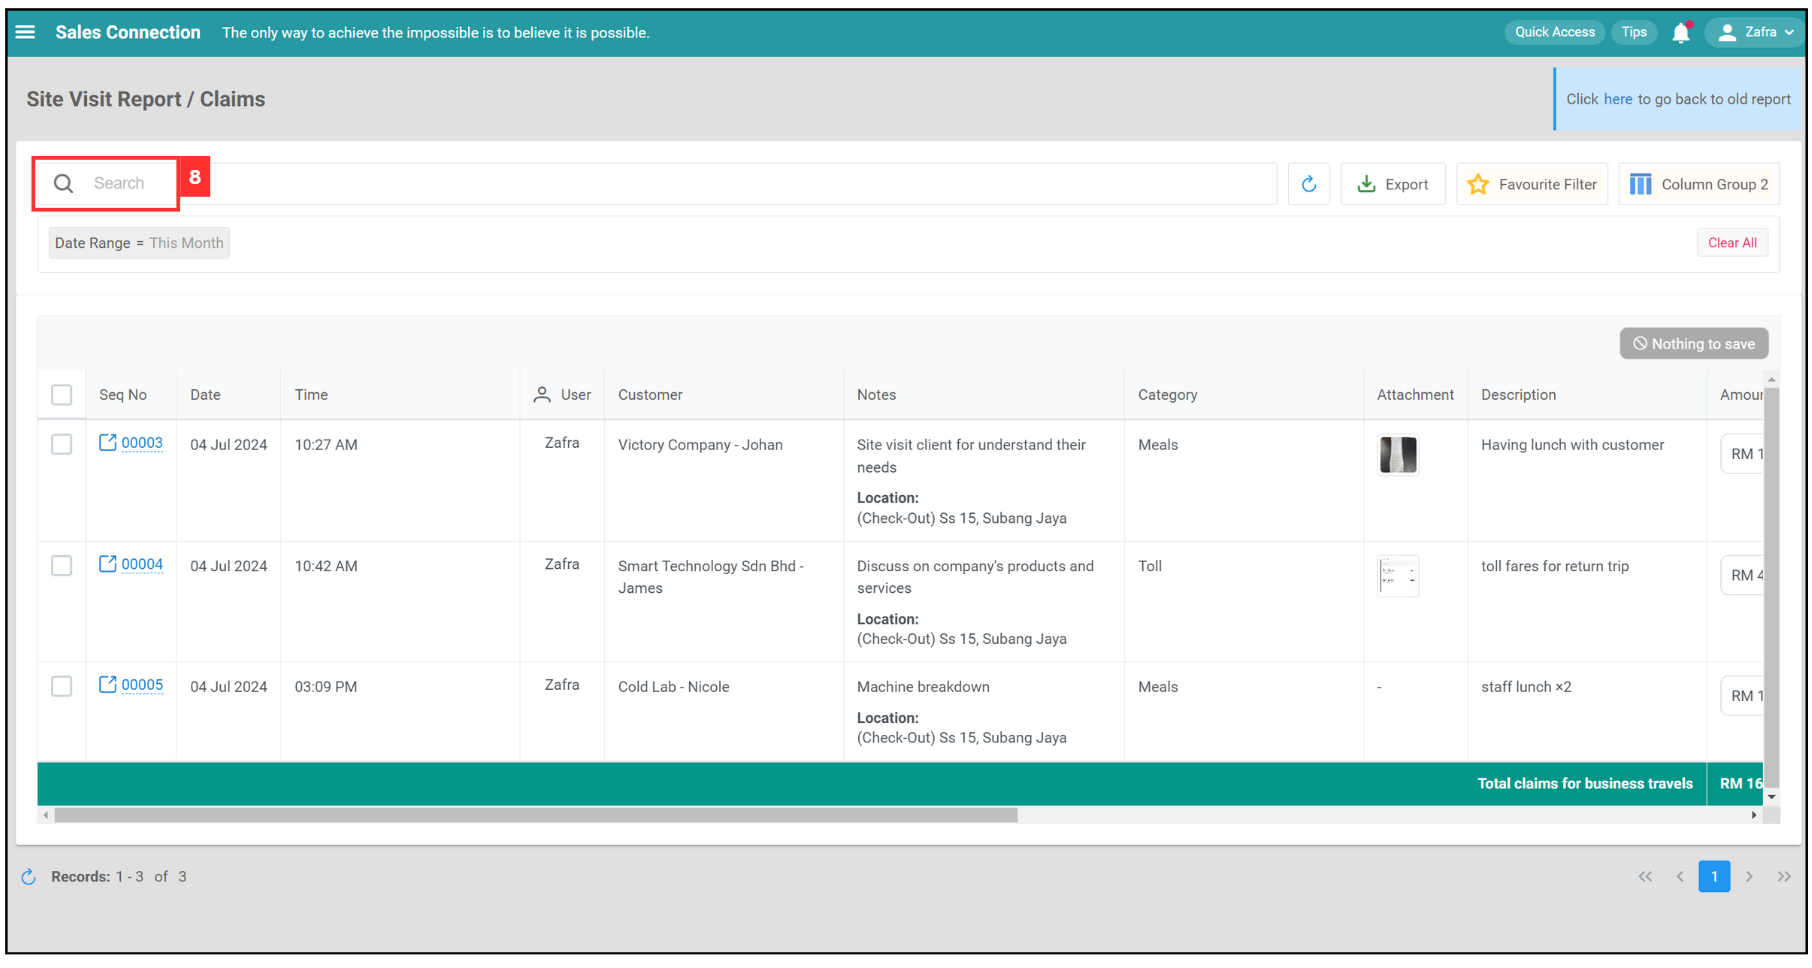 Sales Connection The only way to achieve the impossible is to believe it is possible. Quick Access Tips Zafra
Site Visit Report / Claims
Click here to go back to old report
Search 8 Export Favourite Filter Column Group 2
Date Range = This Month Clear All
Nothing to save
Seq No Date Time User Customer Notes Category Attachment Description Amour
00003 04 Jul 2024 10:27 AM Zafra Victory Company - Johan Site visit client for understand their Meals Having lunch with customer RM 1
needs
Location:
(Check-Out) Ss 15, Subang Jaya
00004 04 Jul 2024 10:42 AM Zafra Smart Technology Sdn Bhd - Discuss on company's products and Toll toll fares for return trip RM 4
James services
Location:
(Check-Out) Ss 15, Subang Jaya
00005 04 Jul 2024 03:09 PM Zafra Cold Lab - Nicole Machine breakdown Meals - staff lunch ×2 RM 1
Location:
(Check-Out) Ss 15, Subang Jaya
Total claims for business travels RM 16
Records: 1 - 3 of 3 << < 1 > >>